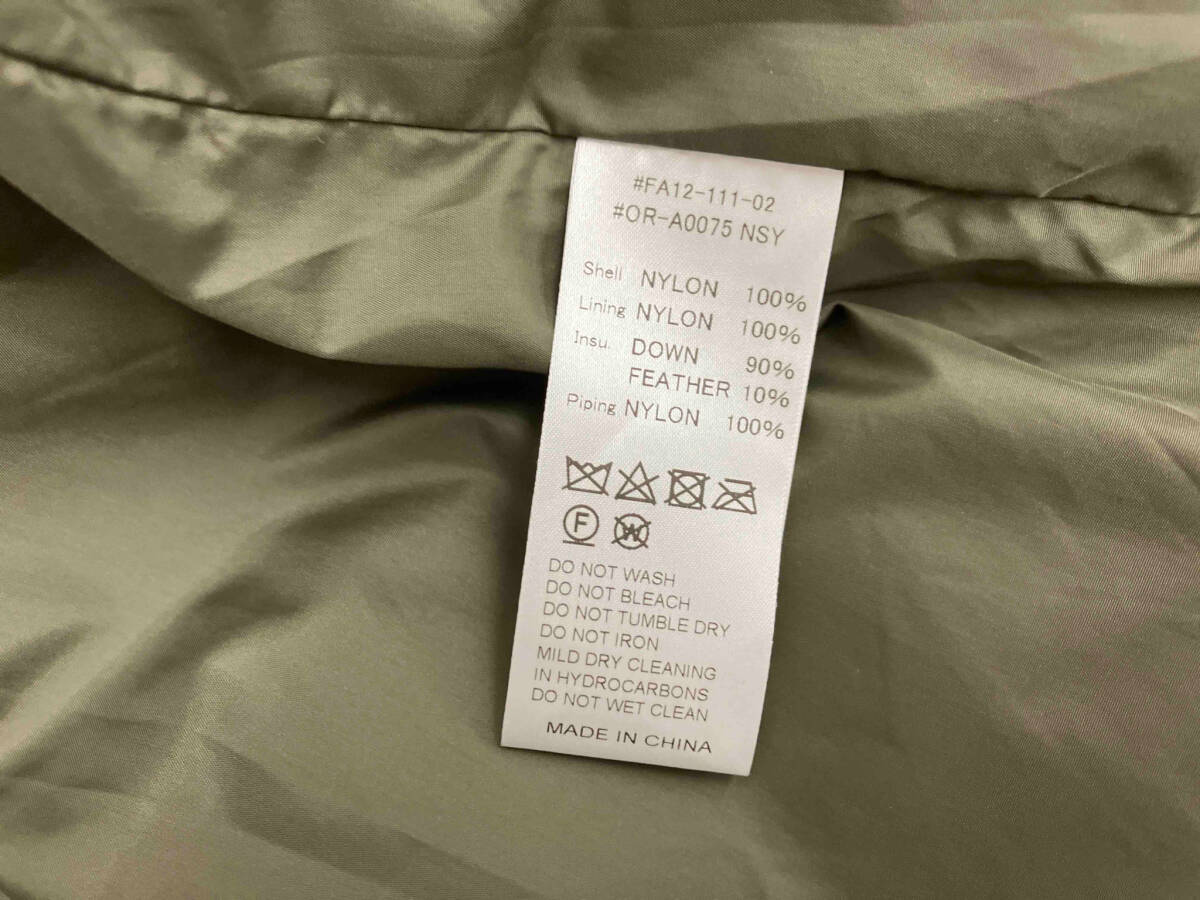 #FA12-111-02
#OR-A0075 NSY
Shell NYLON 100%
Lining NYLON 100%
Insu. DOWN 90%
FEATHER 10%
Piping NYLON 100%
F W
DO NOT WASH
DO NOT BLEACH
DO NOT TUMBLE DRY
DO NOT IRON
MILD DRY CLEANING
IN HYDROCARBONS
DO NOT WET CLEAN
MADE IN CHINA